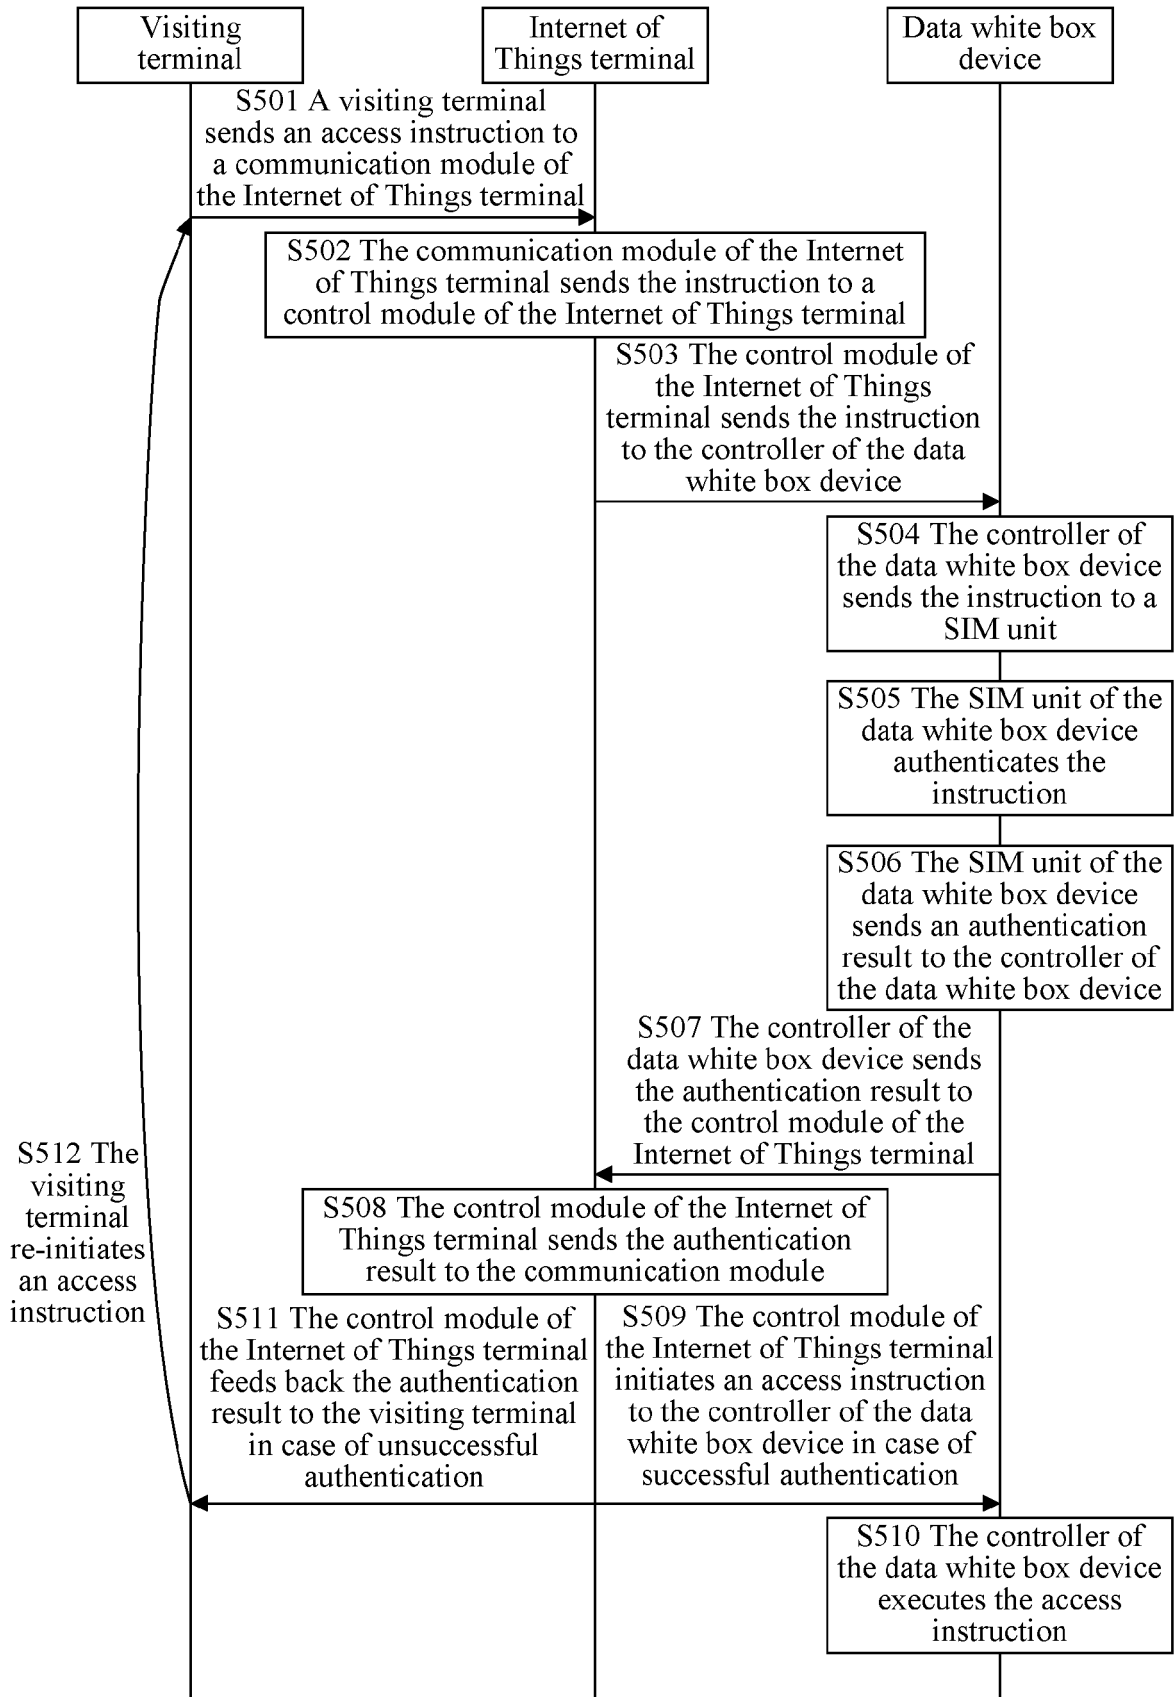 Visiting
terminal
Internet of
Things terminal
Data white box
device
S501 A visiting terminal
sends an access instruction to
a communication module of
the Internet of Things terminal
S502 The communication module of the Internet
of Things terminal sends the instruction to a
control module of the Internet of Things terminal
S503 The control module of
the Internet of Things
terminal sends the instruction
to the controller of the data
white box device
S504 The controller of
the data white box device
sends the instruction to a
SIM unit
S505 The SIM unit of the
data white box device
authenticates the
instruction
S506 The SIM unit of the
data white box device
sends an authentication
result to the controller of
the data white box device
S507 The controller of the
data white box device sends
the authentication result to
the control module of the
Internet of Things terminal
S512 The
visiting
terminal
re-initiates
an access
instruction
S508 The control module of the Internet of
Things terminal sends the authentication
result to the communication module
S511 The control module of
the Internet of Things terminal
feeds back the authentication
result to the visiting terminal
in case of unsuccessful
authentication
S509 The control module of
the Internet of Things terminal
initiates an access instruction
to the controller of the data
white box device in case of
successful authentication
S510 The controller of
the data white box device
executes the access
instruction